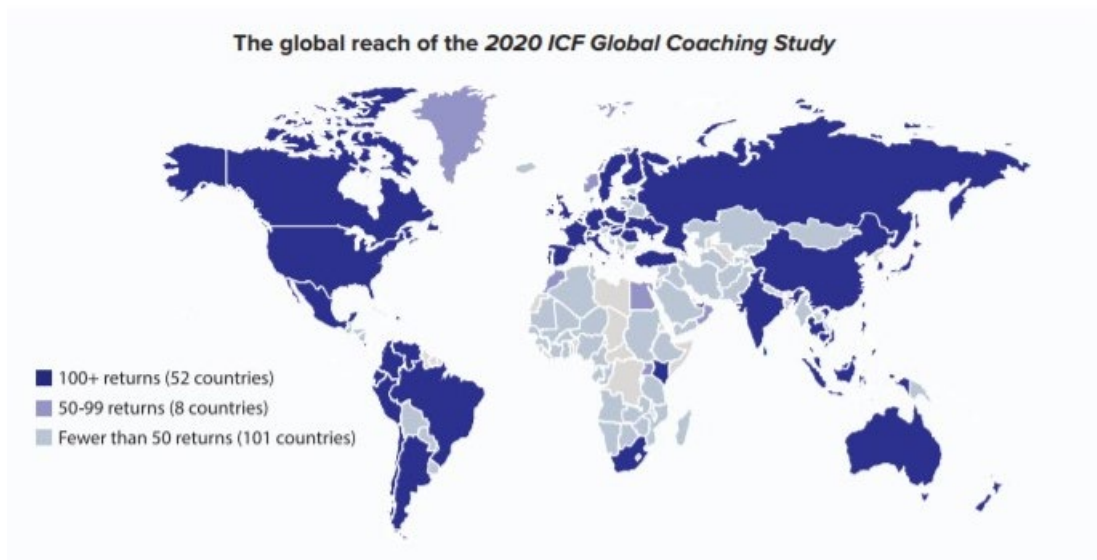 The global reach of the 2020 ICF Global Coaching Study
100+ returns (52 countries)
50-99 returns (8 countries)
Fewer than 50 returns (101 countries)